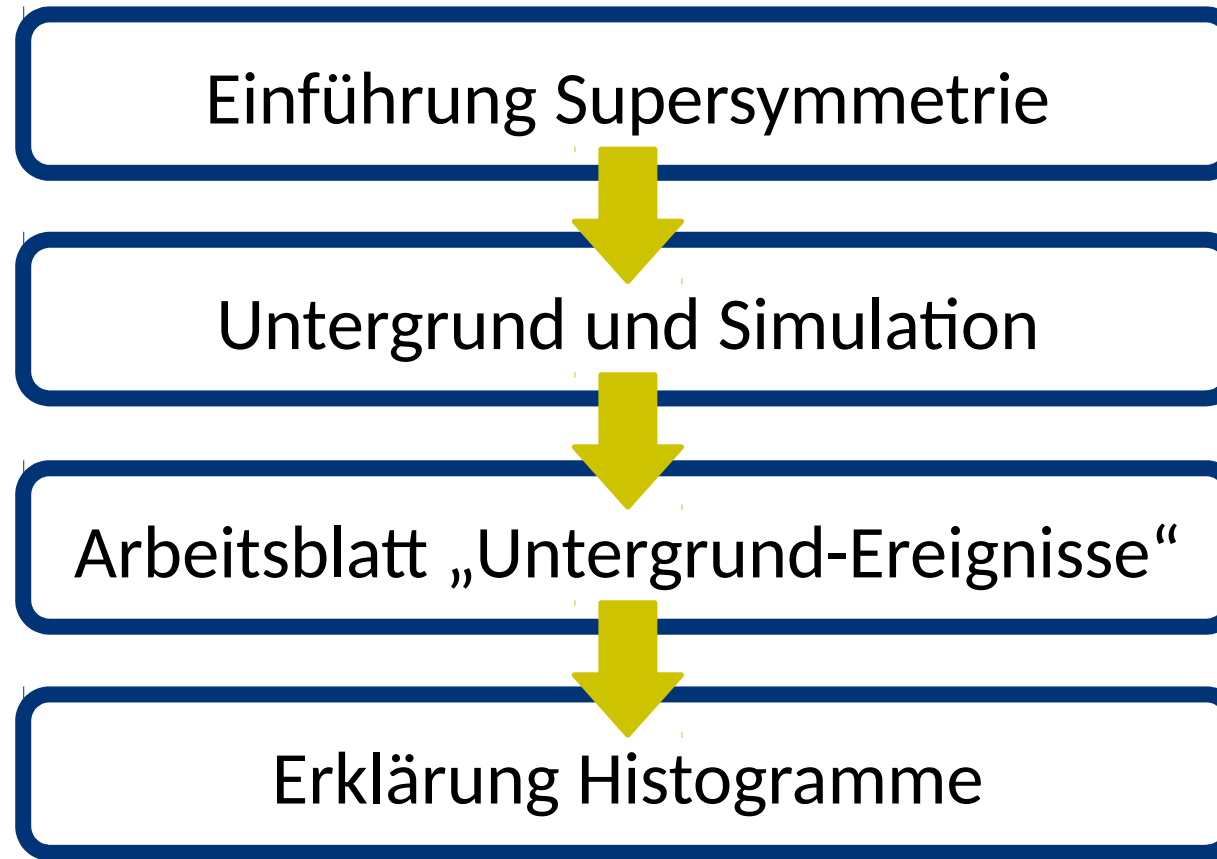 Einführung Supersymmetrie
Untergrund und Simulation
Arbeitsblatt „Untergrund-Ereignisse“
Erklärung Histogramme